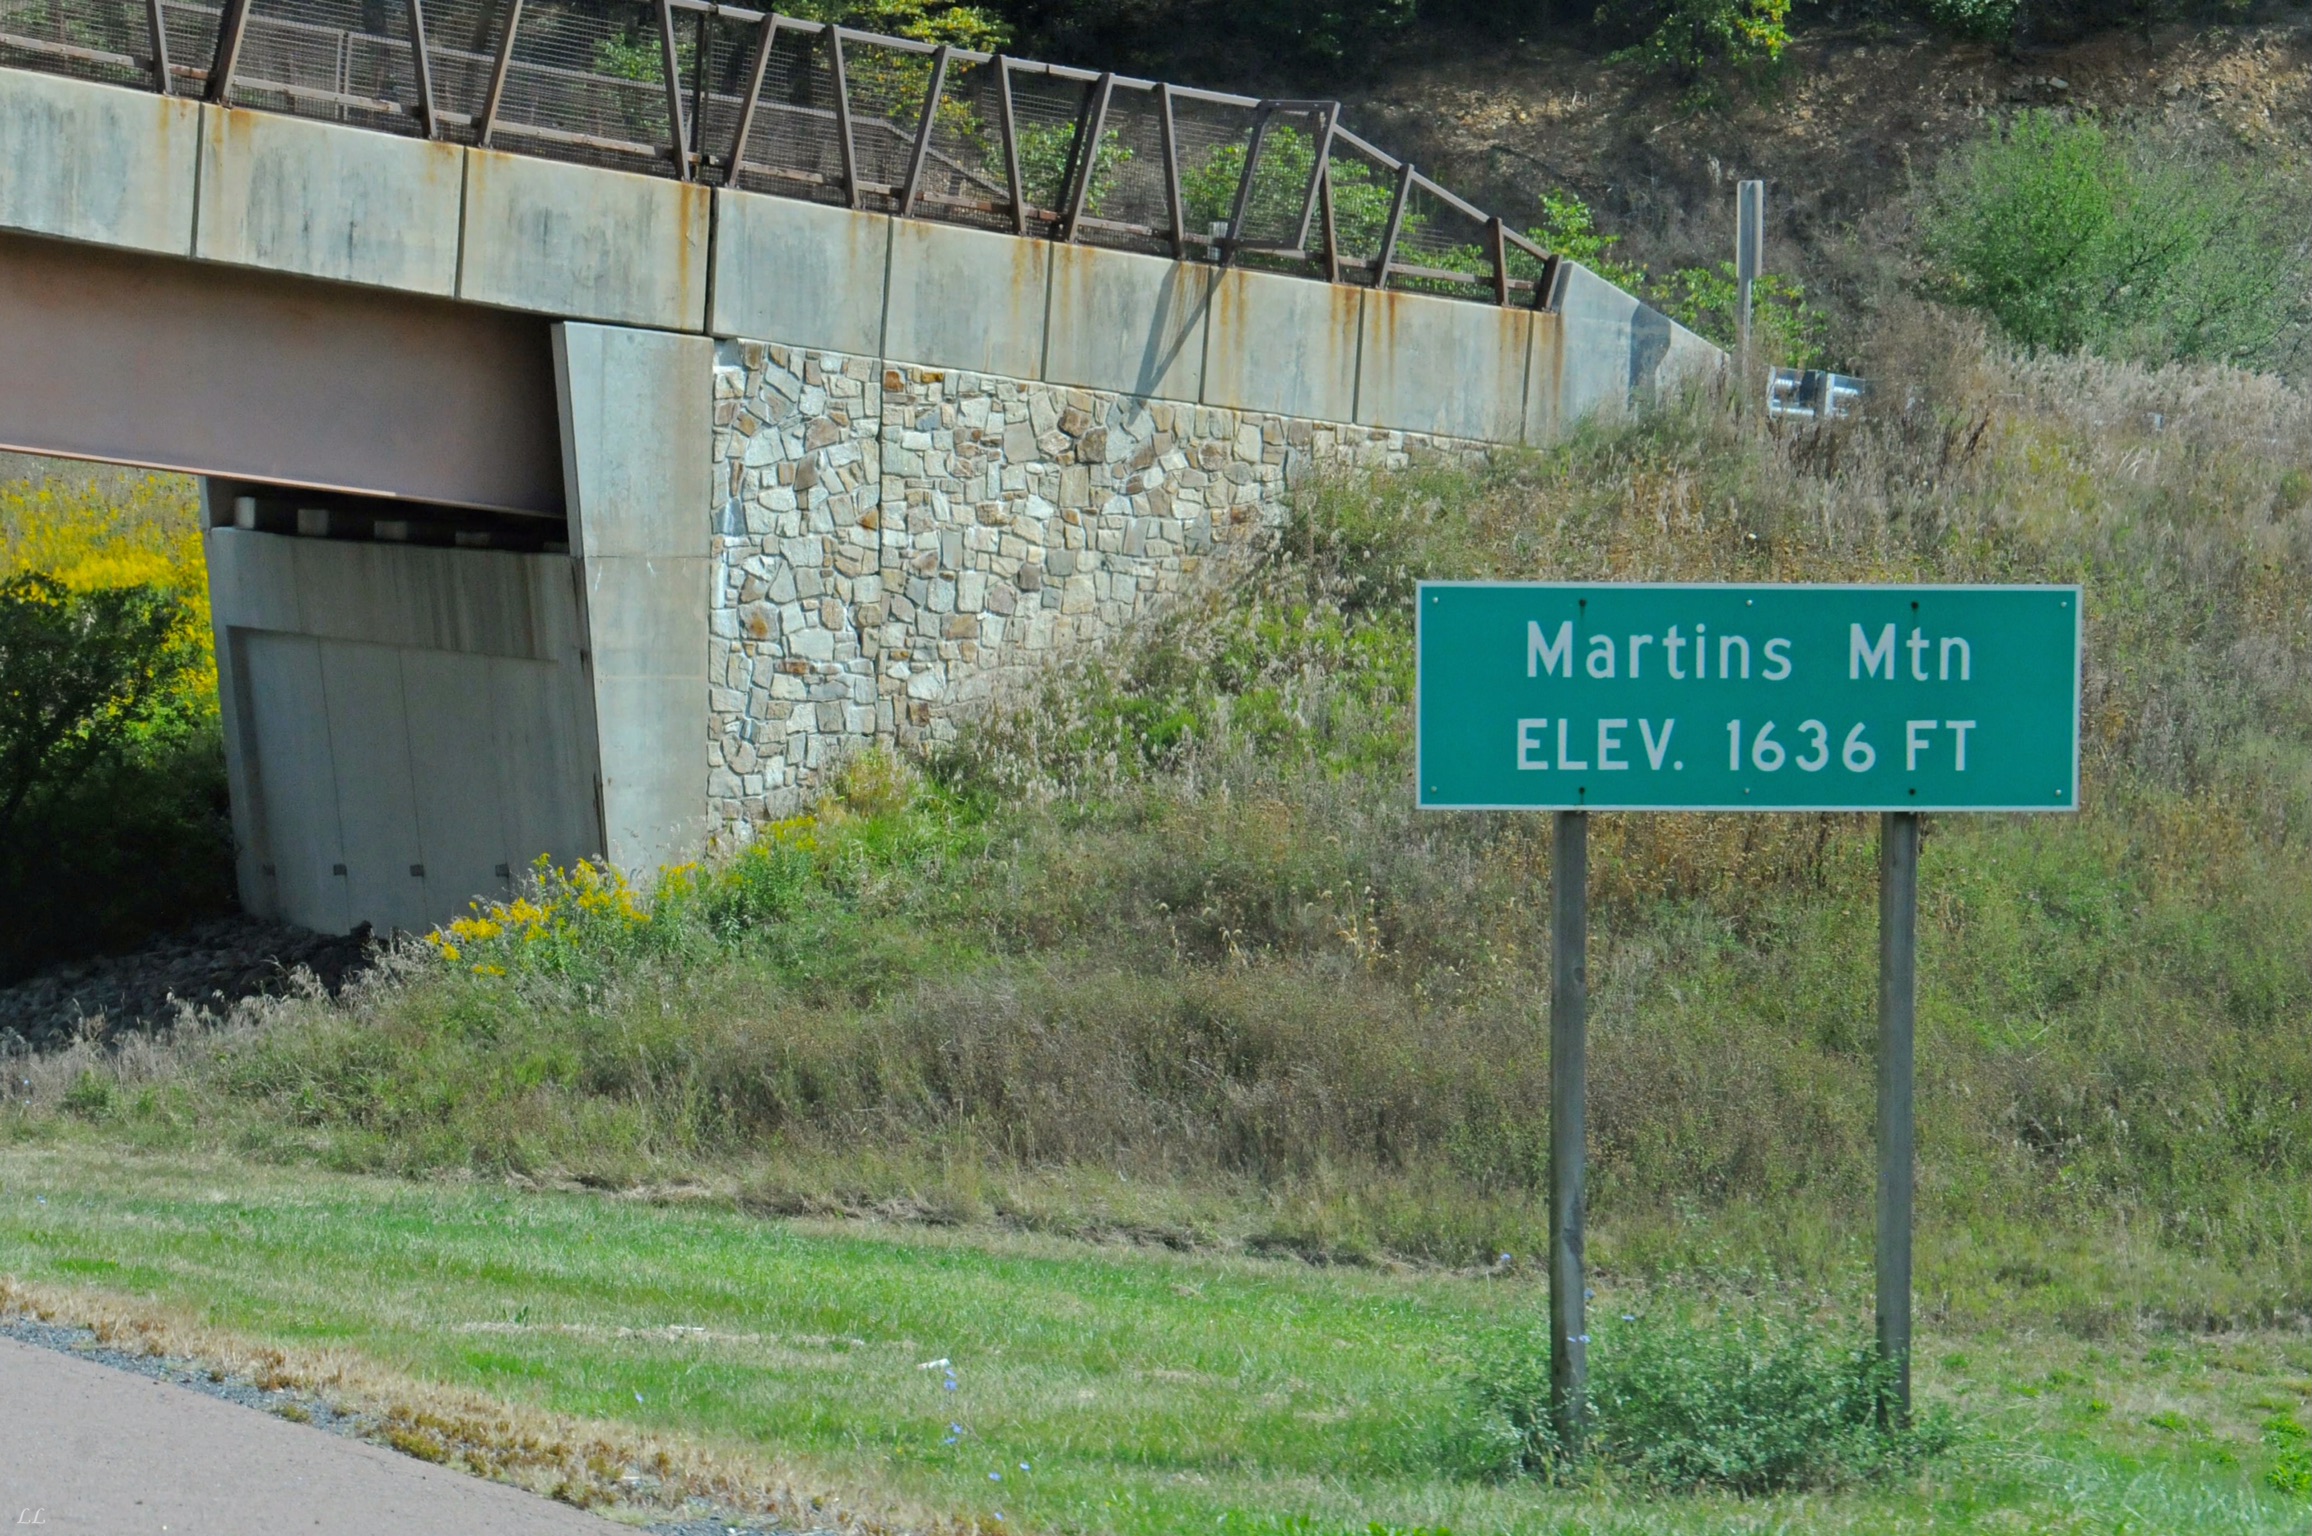 Martins Mtn
ELEV. 1636 FT
LL